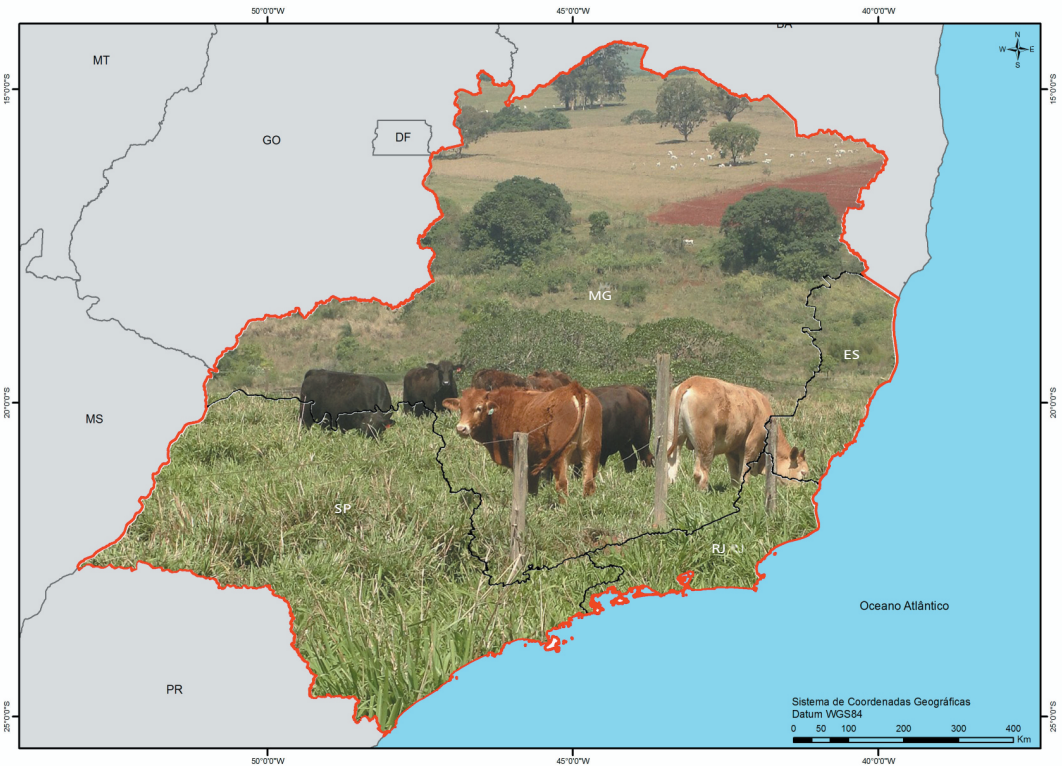 50°0'0"W
45°0'0"W
40°0'0"W
BA
MT
N
W
E
S
15°0'0"S
15°0'0"S
GO
DF
MG
ES
20°0'0"S
20°0'0"S
MS
SP
RJ
Oceano Atlântico
PR
Sistema de Coordenadas Geográficas
Datum WGS84
0 50 100 200 300 400
Km
25°0'0"S
25°0'0"S
50°0'0"W
45°0'0"W
40°0'0"W